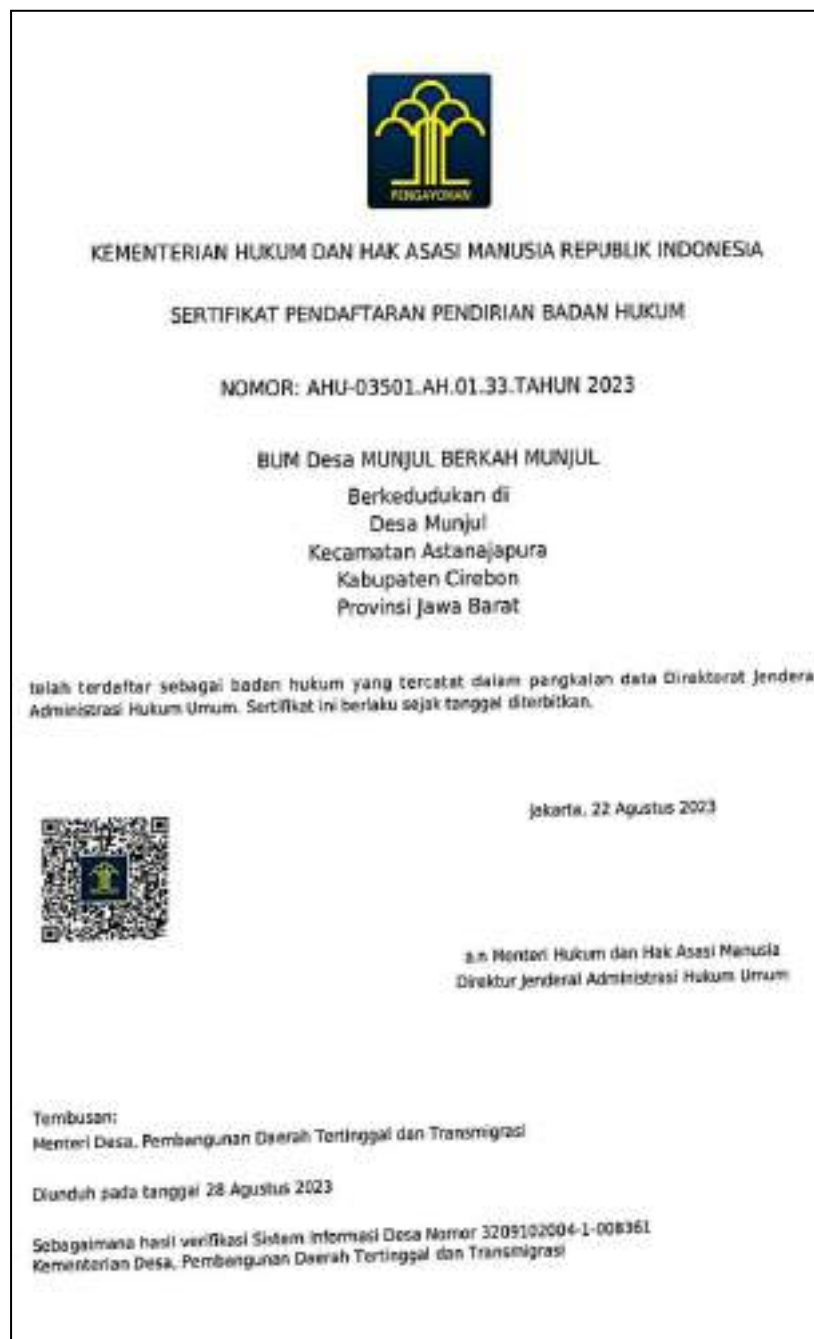 PENGAYOMAN
KEMENTERIAN HUKUM DAN HAK ASASI MANUSIA REPUBLIK INDONESIA
SERTIFIKAT PENDAFTARAN PENDIRIAN BADAN HUKUM
NOMOR: AHU-03501.AH.01.33.TAHUN 2023
BUM Desa MUNJUL BERKAH MUNJUL
Berkedudukan di
Desa Munjul
Kecamatan Astanajapura
Kabupaten Cirebon
Provinsi Jawa Barat
telah terdaftar sebagai badan hukum yang tercatat dalam pangkalan data Direktorat Jendera
Administrasi Hukum Umum. Sertifikat ini berlaku sejak tanggal diterbitkan.
Jakarta, 22 Agustus 2023
a.n Menteri Hukum dan Hak Asasi Manusia
Direktur Jenderal Administrasi Hukum Umum
Tembusan:
Menteri Desa, Pembangunan Daerah Tertinggal dan Transmigrasi
Diunduh pada tanggal 28 Agustus 2023
Sebagaimana hasil verifikasi Sistem Informasi Desa Nomor 3209102004-1-008361
Kementerian Desa, Pembangunan Daerah Tertinggal dan Transmigrasi